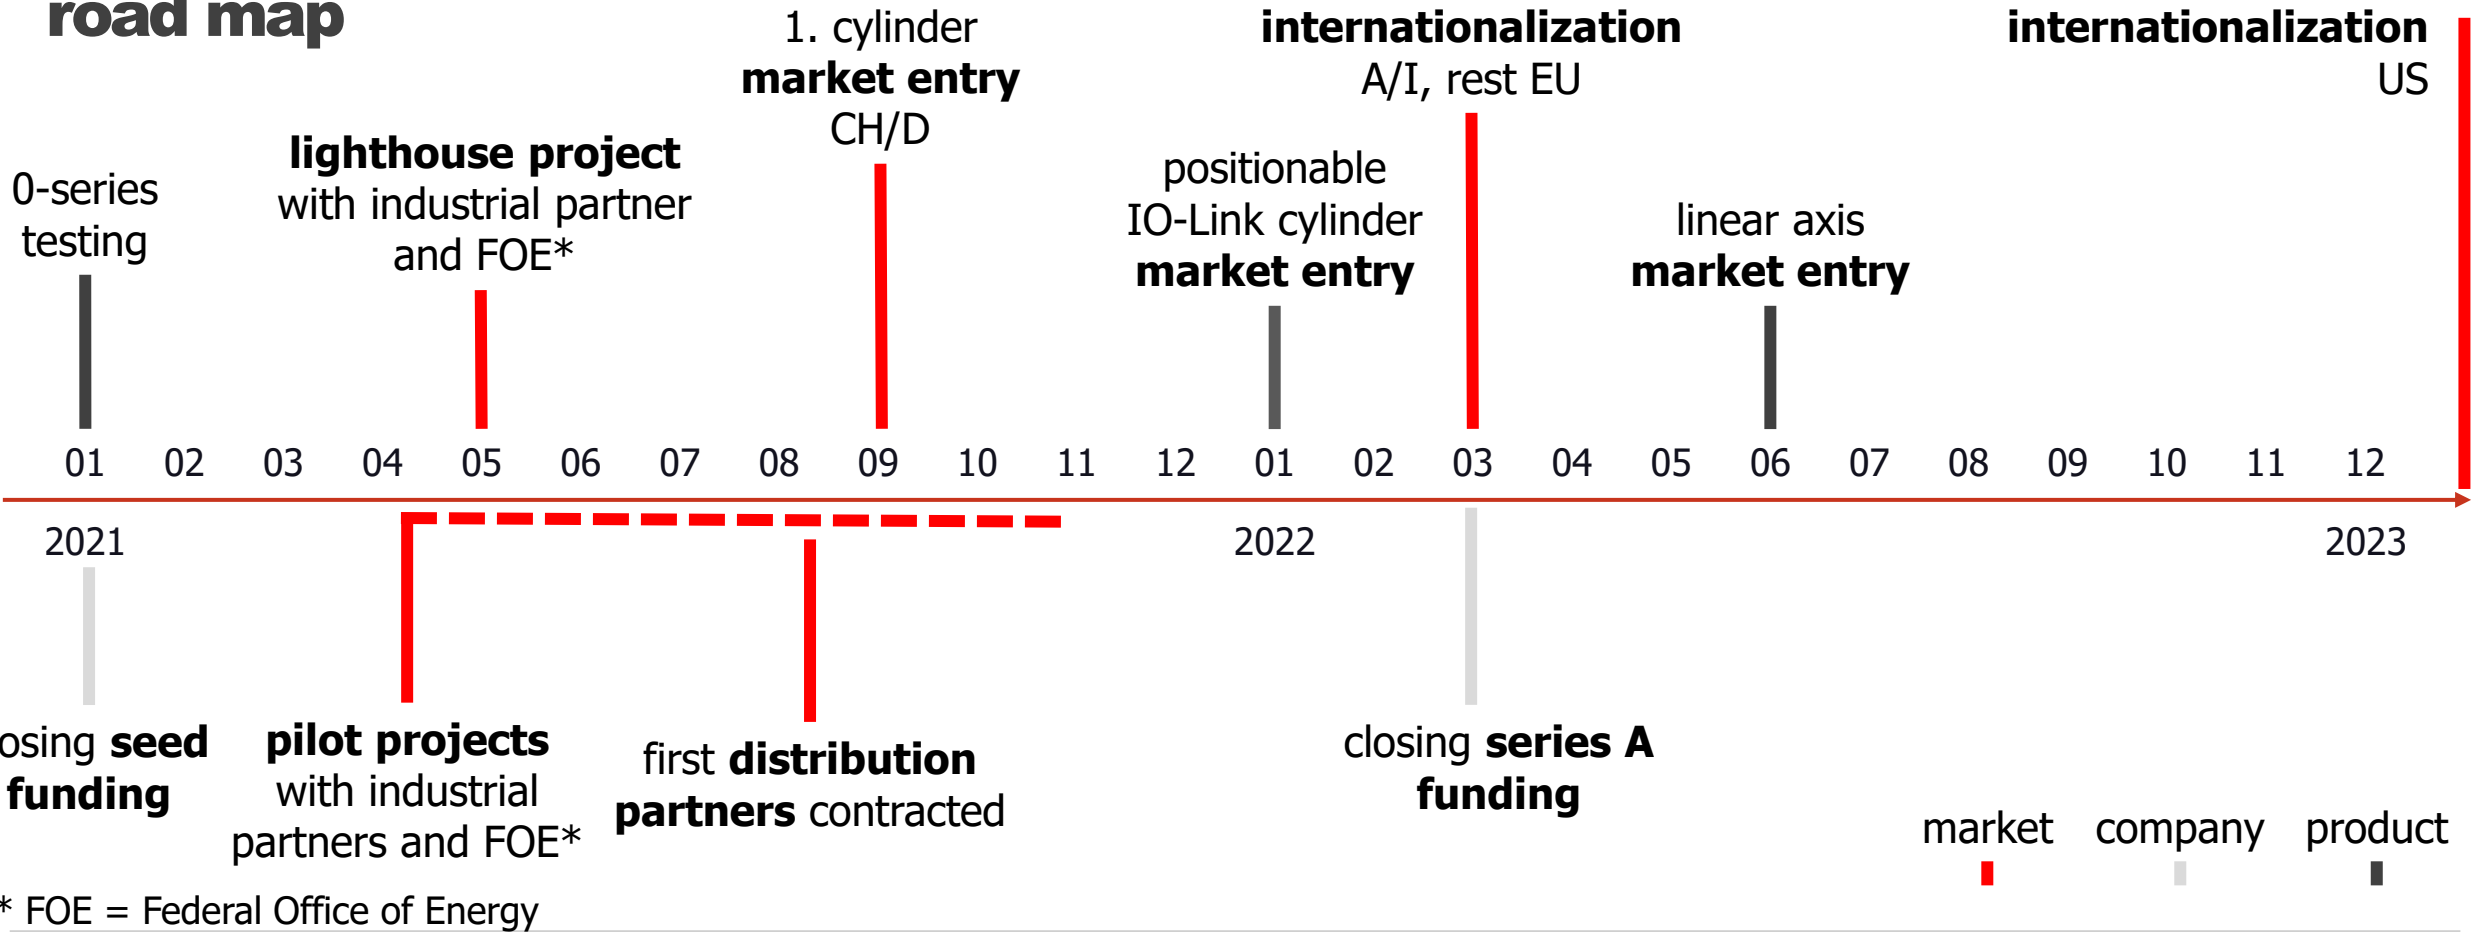 road map
1. cylinder
market entry
CH/D
internationalization
A/I, rest EU
internationalization
US
0-series
testing
lighthouse project
with industrial partner
and FOE*
positionable
IO-Link cylinder
market entry
linear axis
market entry
01 02 03 04 05 06 07 08 09 10 11 12 01 02 03 04 05 06 07 08 09 10 11 12
2021 2022 2023
osing seed
funding
pilot projects
with industrial
partners and FOE*
first distribution
partners contracted
closing series A
funding
market company product
* FOE = Federal Office of Energy